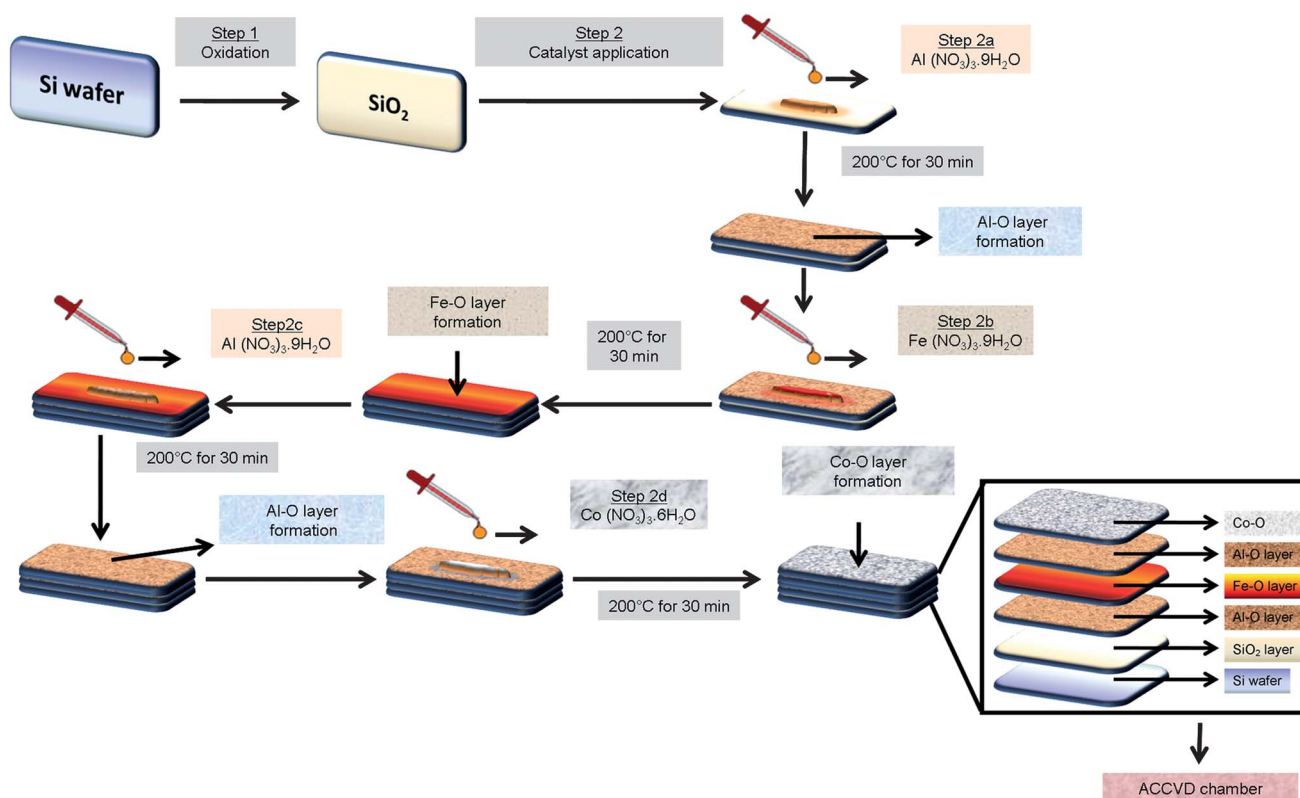 Si wafer
Step 1
Oxidation
SiO₂
Step 2
Catalyst application
Step 2a
Al (NO₃)₃.9H₂O
200°C for 30 min
Al-O layer
formation
Step 2b
Fe (NO₃)₃.9H₂O
200°C for
30 min
Fe-O layer
formation
Step2c
Al (NO₃)₃.9H₂O
200°C for 30 min
Al-O layer
formation
Step 2d
Co (NO₃)₃.6H₂O
200°C for 30 min
Co-O layer
formation
Co-O
Al-O layer
Fe-O layer
Al-O layer
SiO₂ layer
Si wafer
ACCVD chamber